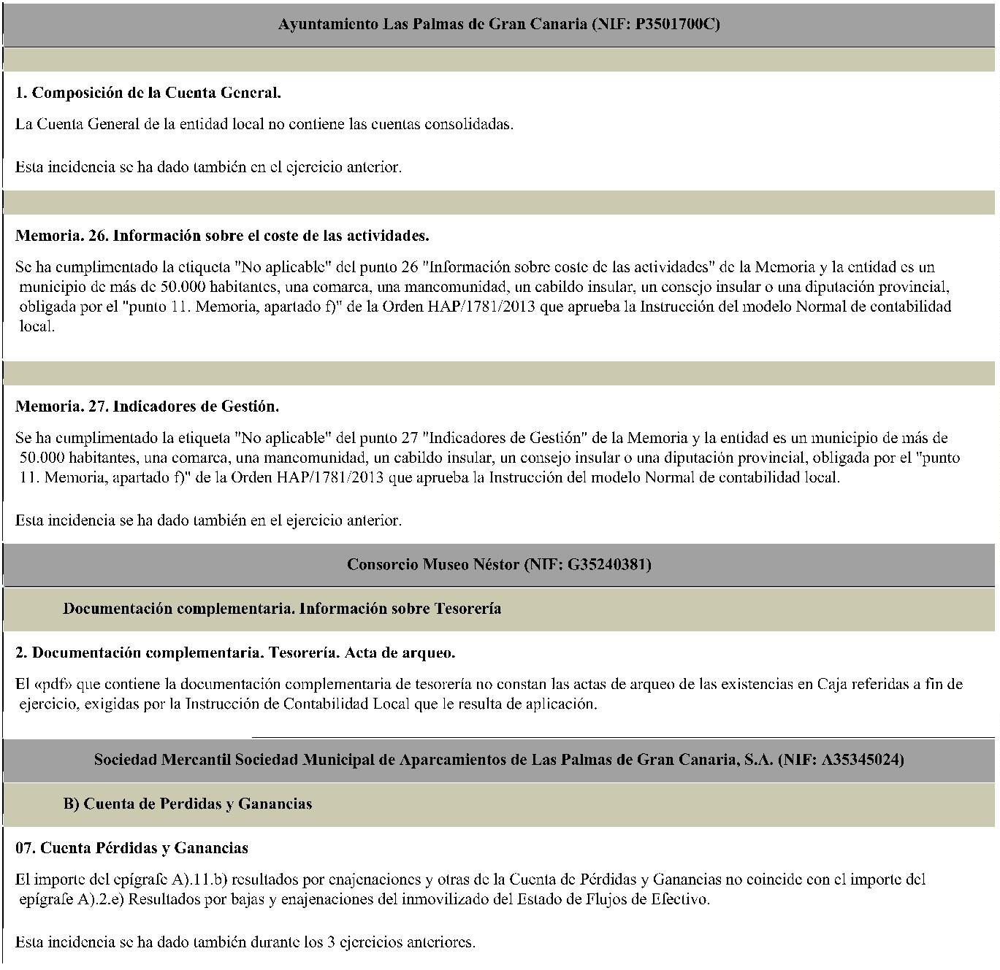 Ayuntamiento Las Palmas de Gran Canaria (NIF: P3501700C)
1. Composición de la Cuenta General.
La Cuenta General de la entidad local no contiene las cuentas consolidadas.
Esta incidencia se ha dado también en el ejercicio anterior.
Memoria. 26. Información sobre el coste de las actividades.
Se ha cumplimentado la etiqueta "No aplicable" del punto 26 "Información sobre coste de las actividades" de la Memoria y la entidad es un
municipio de más de 50.000 habitantes, una comarca, una mancomunidad, un cabildo insular, un consejo insular o una diputación provincial,
obligada por el "punto 11. Memoria, apartado f)" de la Orden HAP/1781/2013 que aprueba la Instrucción del modelo Normal de contabilidad
local.
Memoria. 27. Indicadores de Gestión.
Se ha cumplimentado la etiqueta "No aplicable" del punto 27 "Indicadores de Gestión" de la Memoria y la entidad es un municipio de más de
50.000 habitantes, una comarca, una mancomunidad, un cabildo insular, un consejo insular o una diputación provincial, obligada por el "punto
11. Memoria, apartado f)" de la Orden HAP/1781/2013 que aprueba la Instrucción del modelo Normal de contabilidad local.
Esta incidencia se ha dado también en el ejercicio anterior.
Consorcio Museo Néstor (NIF: G35240381)
Documentación complementaria. Información sobre Tesorería
2. Documentación complementaria. Tesorería. Acta de arqueo.
El «pdf» que contiene la documentación complementaria de tesorería no constan las actas de arqueo de las existencias en Caja referidas a fin de
ejercicio, exigidas por la Instrucción de Contabilidad Local que le resulta de aplicación.
Sociedad Mercantil Sociedad Municipal de Aparcamientos de Las Palmas de Gran Canaria, S.A. (NIF: A35345024)
B) Cuenta de Perdidas y Ganancias
07. Cuenta Pérdidas y Ganancias
El importe del epígrafe A).11.b) resultados por enajenaciones y otras de la Cuenta de Pérdidas y Ganancias no coincide con el importe del
epígrafe A).2.e) Resultados por bajas y enajenaciones del inmovilizado del Estado de Flujos de Efectivo.
Esta incidencia se ha dado también durante los 3 ejercicios anteriores.